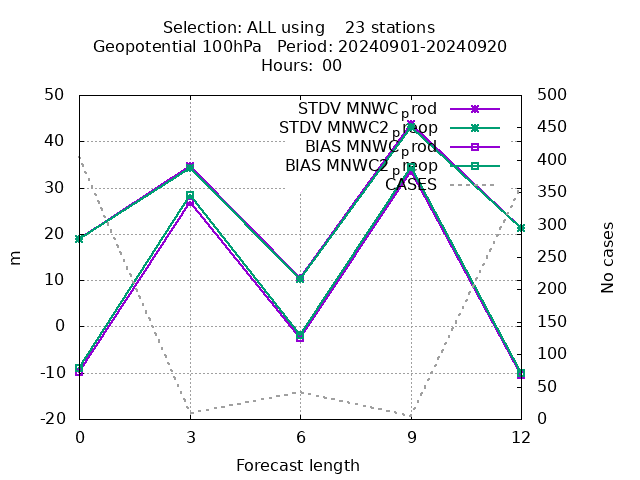 Selection: ALL using 23 stations
Geopotential 100hPa Period: 20240901-20240920
Hours: 00
STDV MNWC_prod
STDV MNWC2_preop
BIAS MNWC_prod
BIAS MNWC2_preop
CASES
50
40
30
20
10
0
-10
-20
m
500
450
400
350
300
250
200
150
100
50
0
No cases
0 3 6 9 12
Forecast length